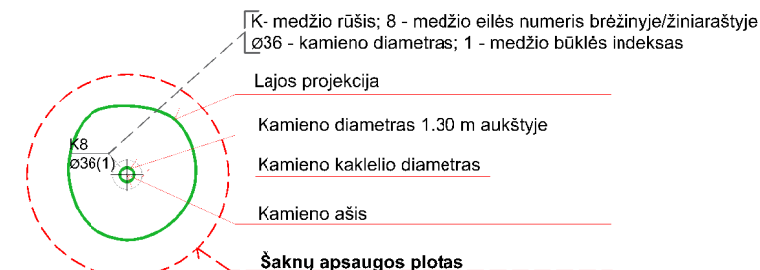 K- medžio rūšis; 8 - medžio eilės numeris brėžinyje/žiniaraštyje
Ø36 - kamieno diametras; 1 - medžio būklės indeksas
Lajos projekcija
Kamieno diametras 1.30 m aukštyje
K8
Ø36(1)
Kamieno kaklelio diametras
Kamieno ašis
Šaknų apsaugos plotas